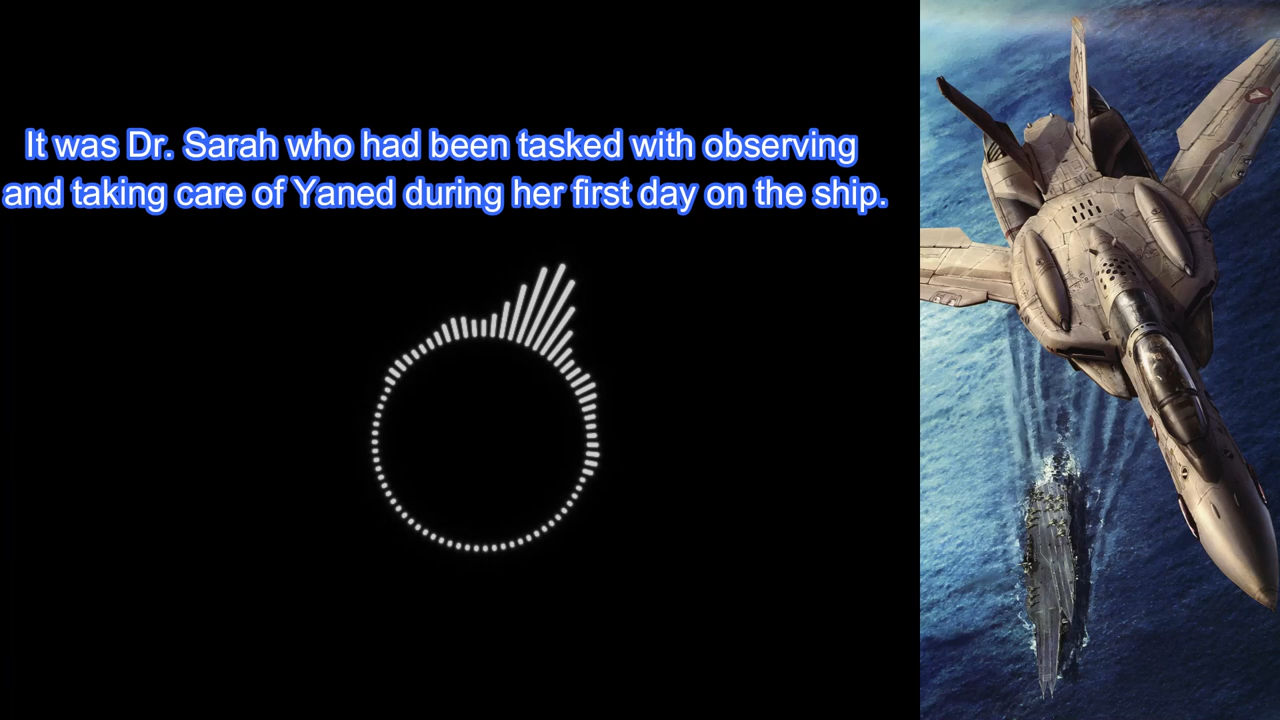 It was Dr. Sarah who had been tasked with observing
and taking care of Yaned during her first day on the ship.